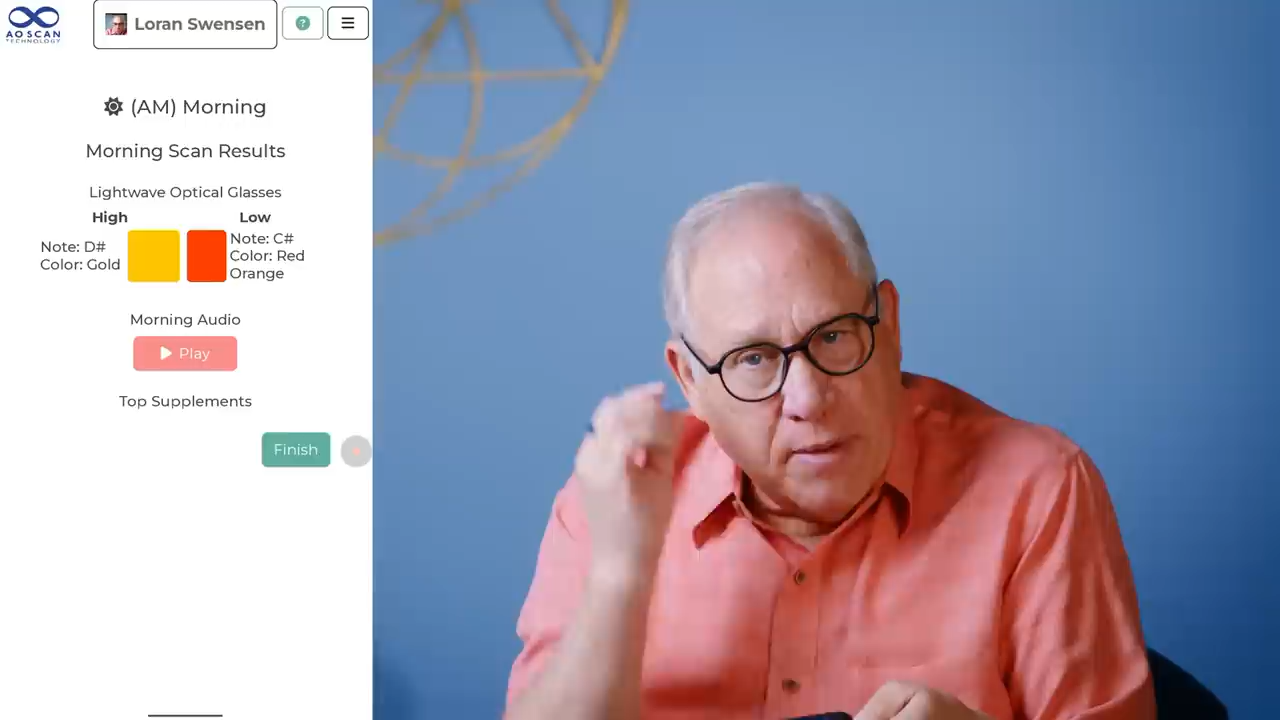 AO SCAN
TECHNOLOGY
Loran Swensen
?
(AM) Morning
Morning Scan Results
Lightwave Optical Glasses
High
Low
Note: D#
Color: Gold
Note: C#
Color: Red
Orange
Morning Audio
Play
Top Supplements
Finish